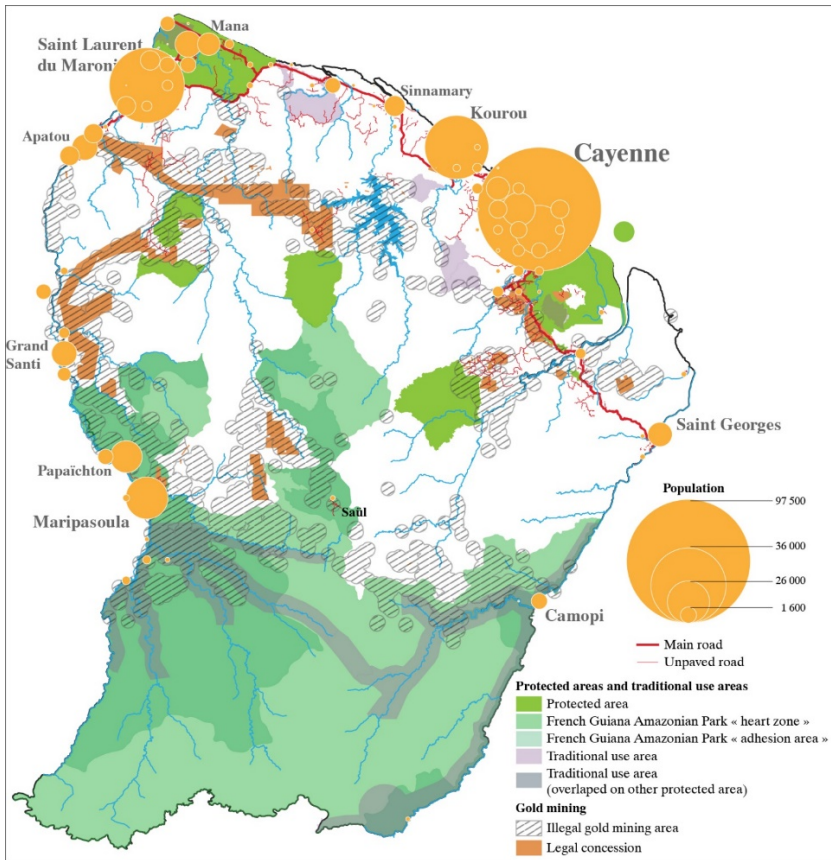 Mana
Saint Laurent
du Maroni
Sinnamary
Kourou
Apatou
Cayenne
Grand
Santi
Saint Georges
Papaïchton
Maripasoula
Saül
Camopi
Population
97 500
36 000
26 000
1 600
Main road
Unpaved road
Protected areas and traditional use areas
Protected area
French Guiana Amazonian Park « heart zone »
French Guiana Amazonian Park « adhesion area »
Traditional use area
Traditional use area
(overlaped on other protected area)
Gold mining
Illegal gold mining area
Legal concession